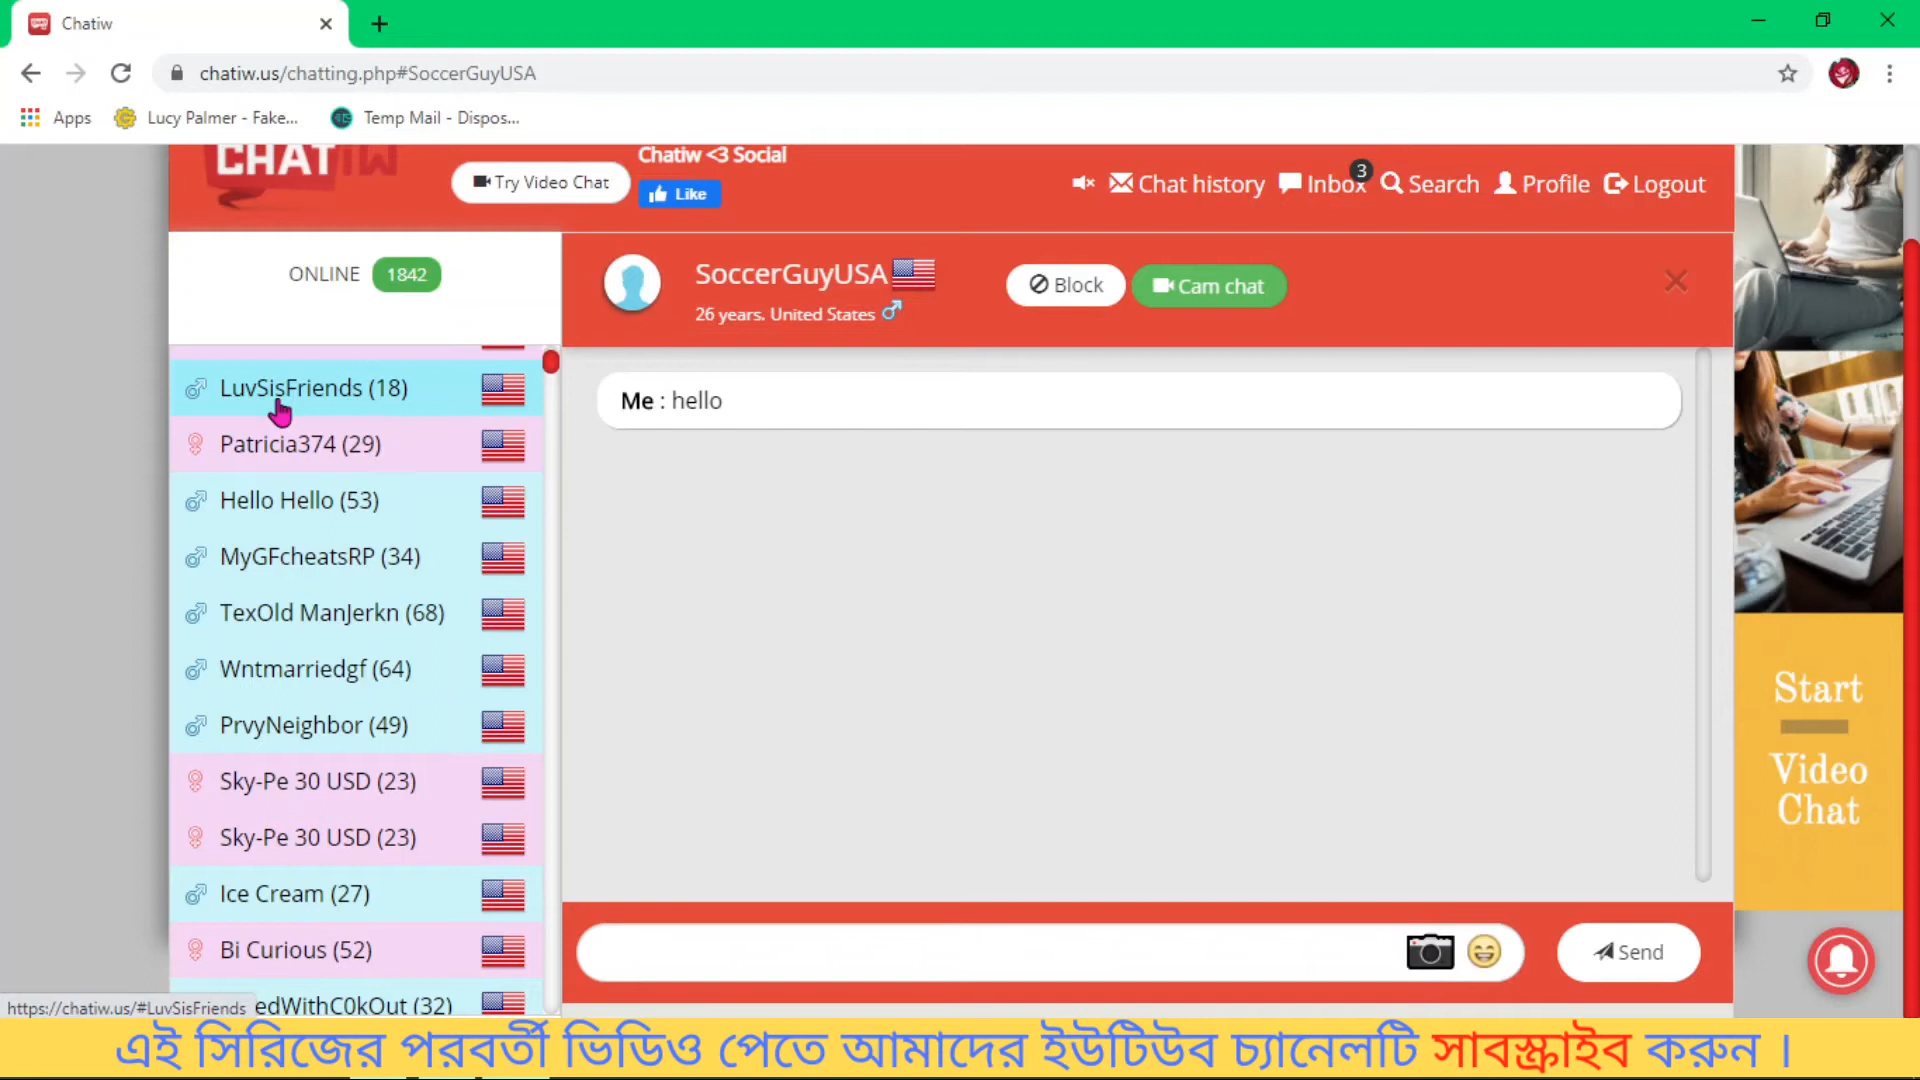 Chatiw
chatiw.us/chatting.php#SoccerGuyUSA
Apps
Lucy Palmer - Fake...
Temp Mail - Dispos...
CHATIW
Try Video Chat
Chatiw <3 Social
Like
Chat history
Inbox 3
Search
Profile
Logout
ONLINE 1842
SoccerGuyUSA
26 years. United States
Block
Cam chat
LuvSisFriends (18)
Patricia374 (29)
Hello Hello (53)
MyGFcheatsRP (34)
TexOld ManJerkn (68)
Wntmarriedgf (64)
PrvyNeighbor (49)
Sky-Pe 30 USD (23)
Sky-Pe 30 USD (23)
Ice Cream (27)
Bi Curious (52)
edWithC0kOut (32)
Me : hello
Send
Start
Video
Chat
https://chatiw.us/#LuvSisFriends
এই সিরিজের পরবর্তী ভিডিও পেতে আমাদের ইউটিউব চ্যানেলটি সাবস্ক্রাইব করুন ।